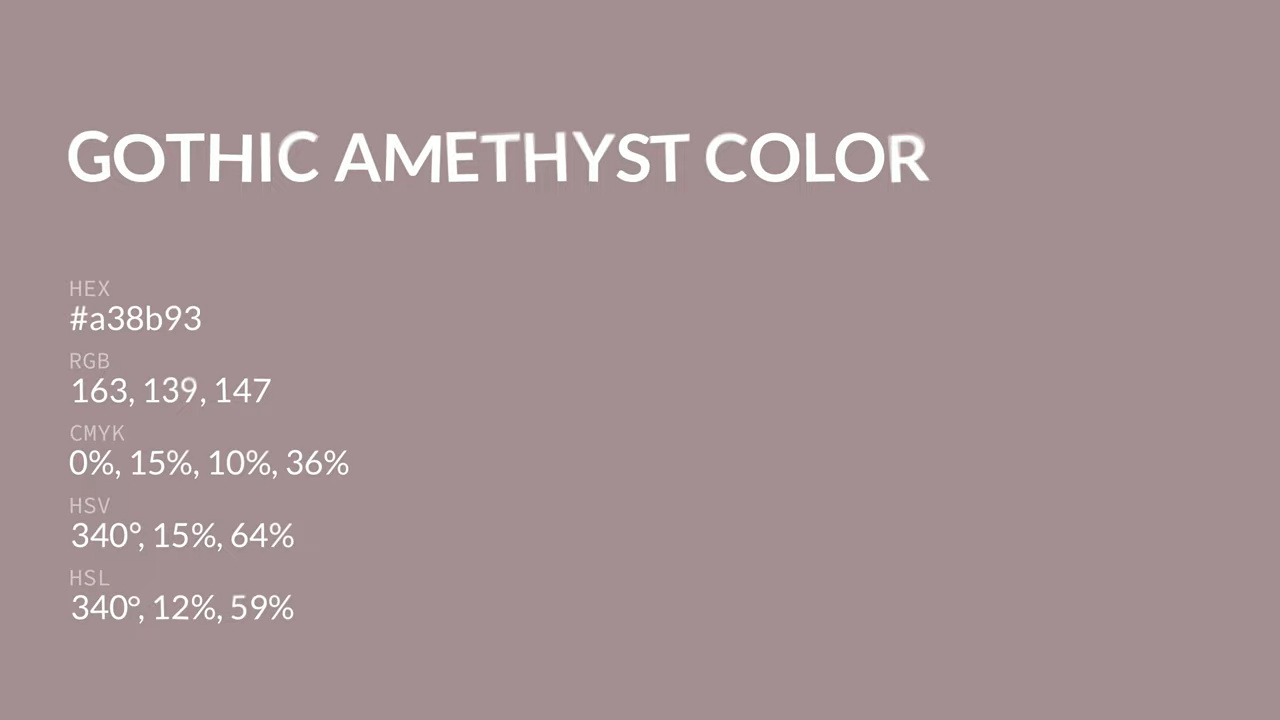 GOTHIC AMETHYST COLOR
HEX
#a38b93
RGB
163, 139, 147
CMYK
0%, 15%, 10%, 36%
HSV
340°, 15%, 64%
HSL
340°, 12%, 59%